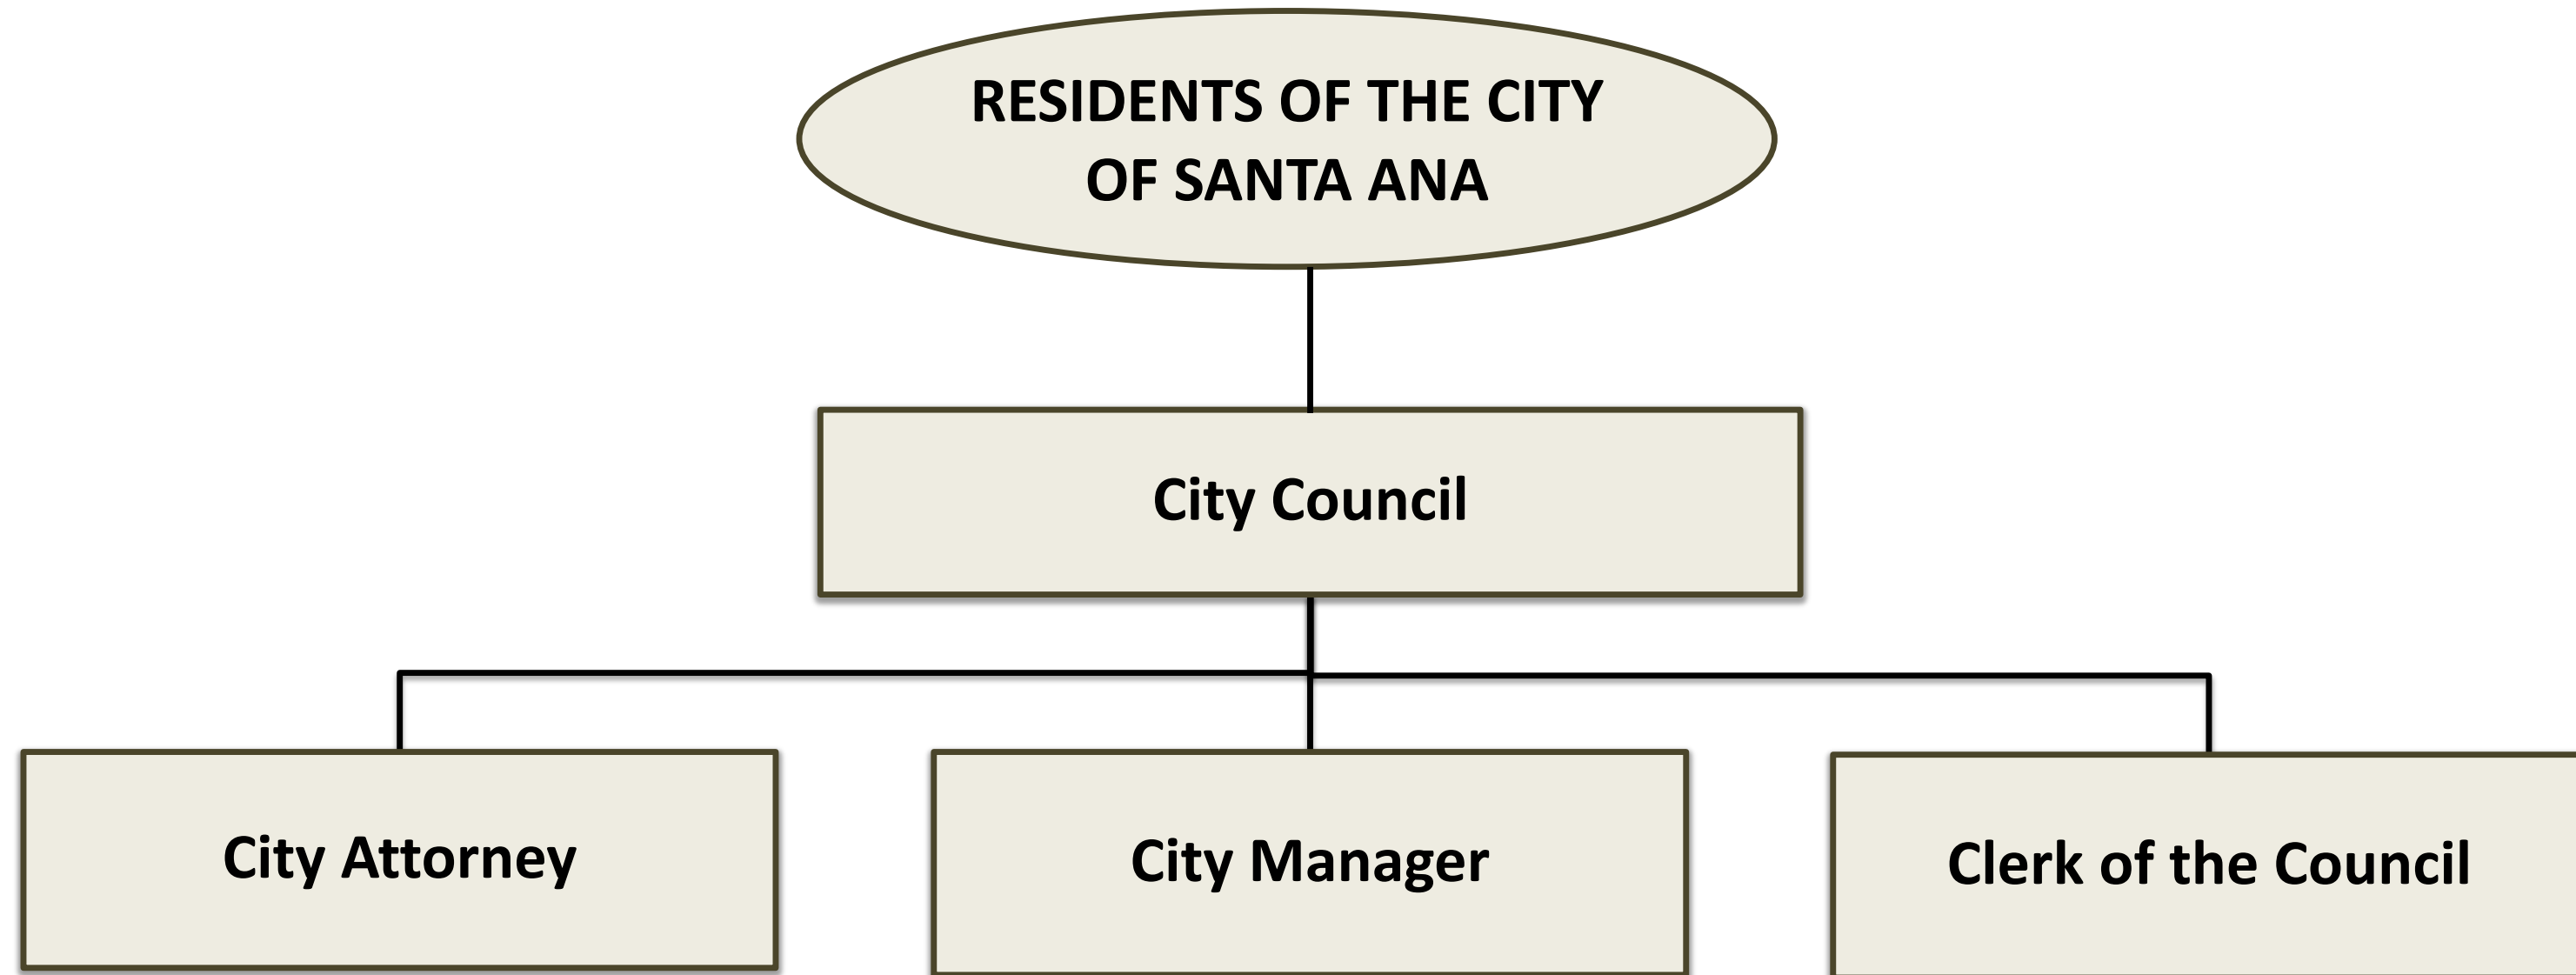 RESIDENTS OF THE CITY
OF SANTA ANA
City Council
City Attorney
City Manager
Clerk of the Council